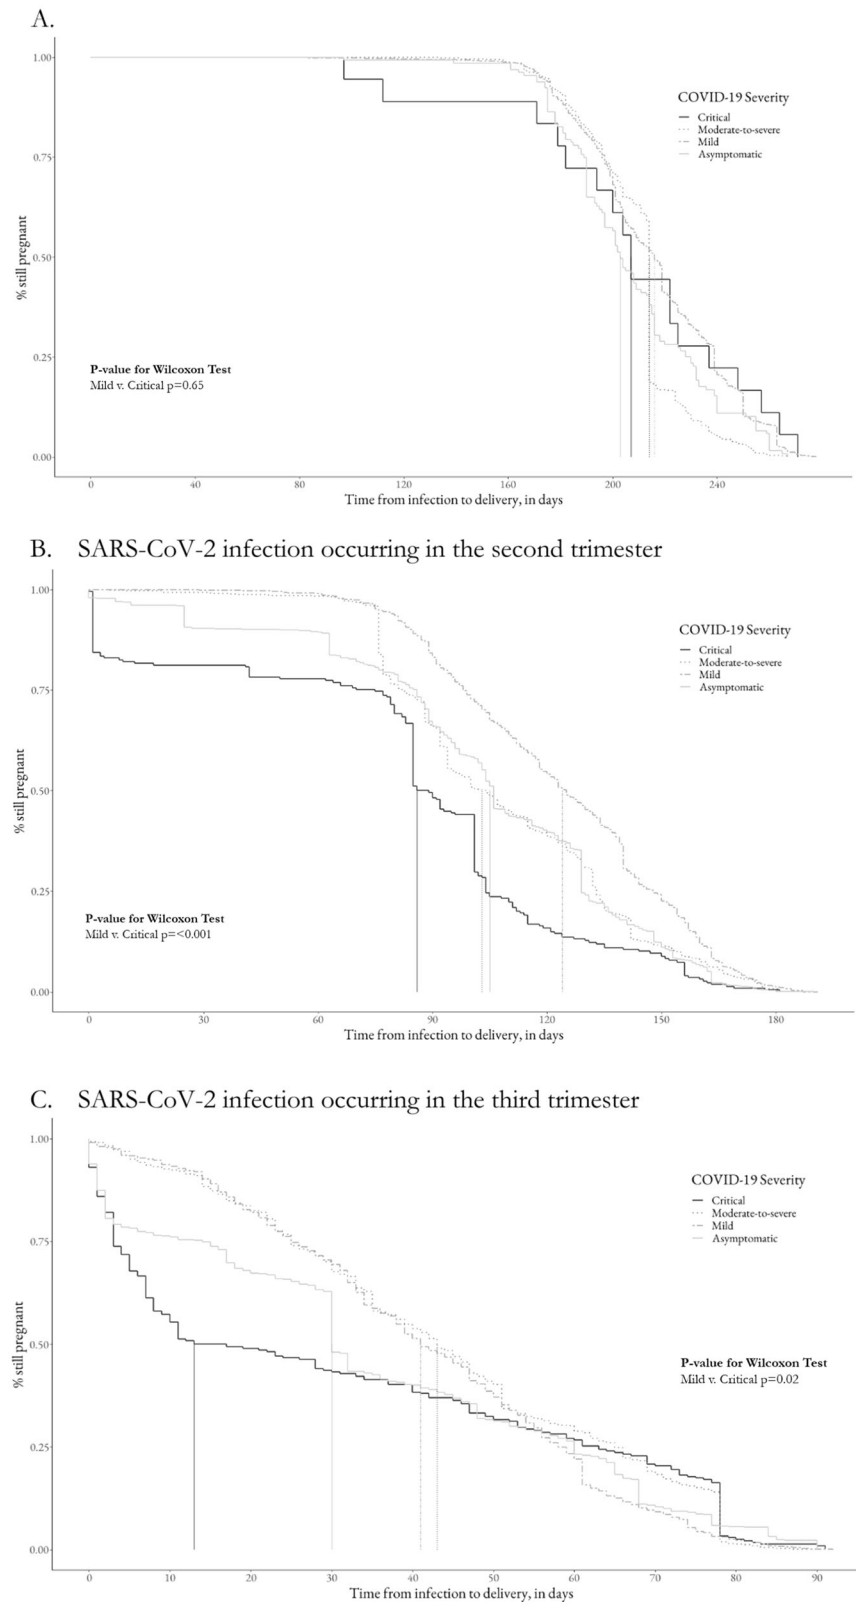 A.
1.00
0.75
0.50
0.25
0.00
% still pregnant
COVID-19 Severity
Critical
Moderate-to-severe
Mild
Asymptomatic
P-value for Wilcoxon Test
Mild v. Critical p=0.65
0 40 80 120 160 200 240
Time from infection to delivery, in days
B. SARS-CoV-2 infection occurring in the second trimester
1.00
0.75
0.50
0.25
0.00
% still pregnant
COVID-19 Severity
Critical
Moderate-to-severe
Mild
Asymptomatic
P-value for Wilcoxon Test
Mild v. Critical p=<0.001
0 30 60 90 120 150 180
Time from infection to delivery, in days
C. SARS-CoV-2 infection occurring in the third trimester
1.00
0.75
0.50
0.25
0.00
% still pregnant
COVID-19 Severity
Critical
Moderate-to-severe
Mild
Asymptomatic
P-value for Wilcoxon Test
Mild v. Critical p=0.02
0 10 20 30 40 50 60 70 80 90
Time from infection to delivery, in days